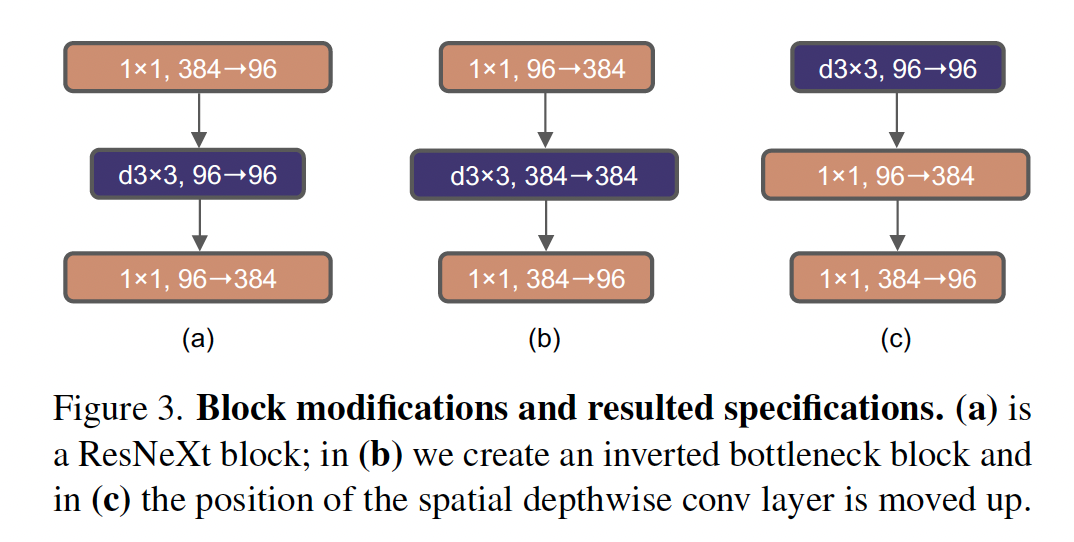 1×1, 384→96
1×1, 96→384
d3×3, 96→96
d3×3, 96→96
d3×3, 384→384
1×1, 96→384
1×1, 96→384
1×1, 384→96
1×1, 384→96
(a)
(b)
(c)
Figure 3. Block modifications and resulted specifications. (a) is
a ResNeXt block; in (b) we create an inverted bottleneck block and
in (c) the position of the spatial depthwise conv layer is moved up.